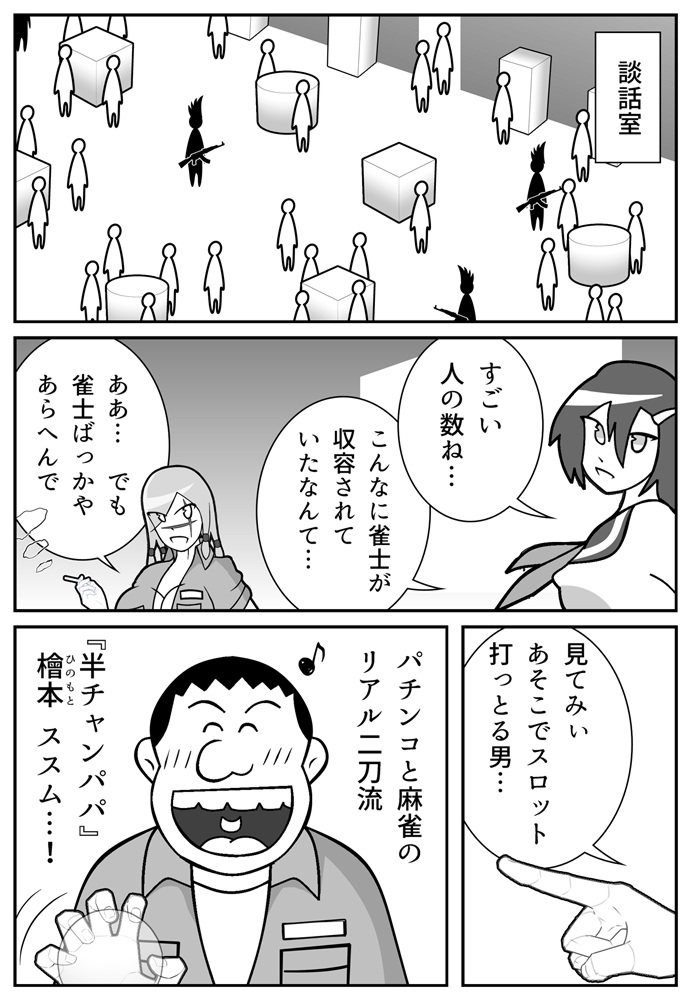 談話室
すごい
人の数ね…
こんなに雀士が
収容されて
いたなんて…
ああ… でも
雀士ばっかや
あらへんで
見てみぃ
あそこでスロット
打っとる男…
パチンコと麻雀の
リアル二刀流
『半チャンパパ』
檜本 ススム…！
ひのもと